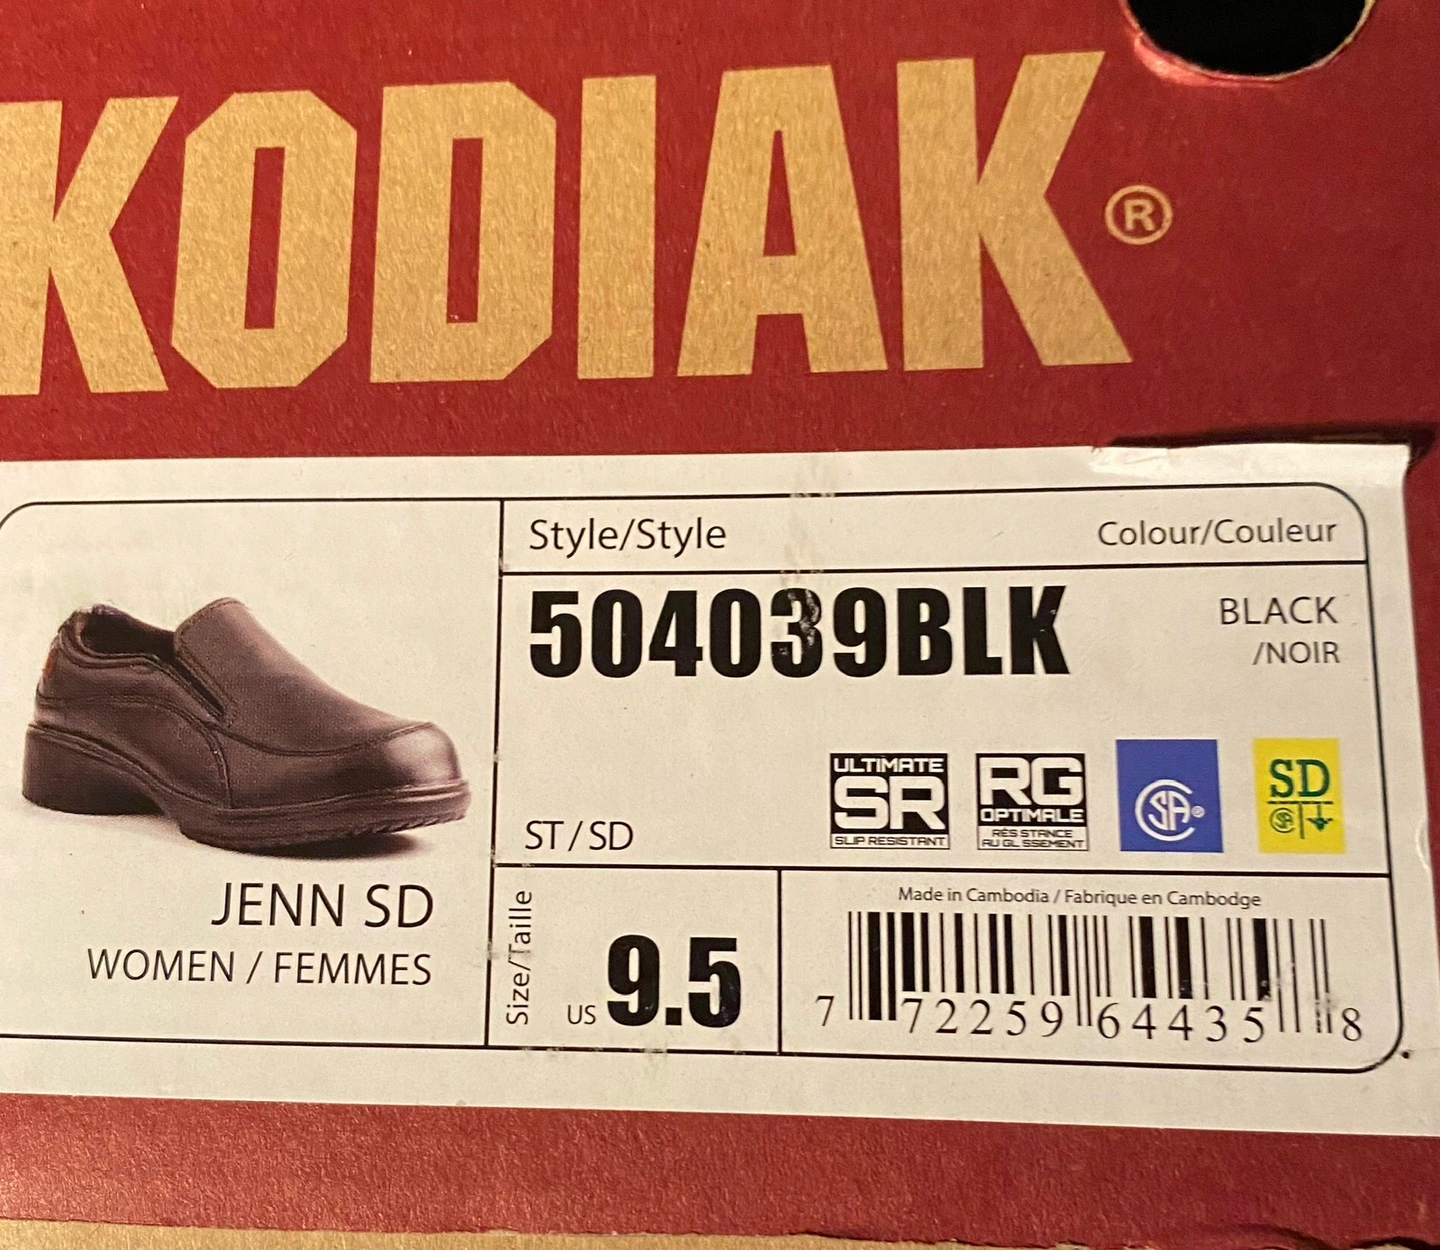 KODIAK®
Style/Style
Colour/Couleur
504039BLK
BLACK
/NOIR
ULTIMATE
SR
SLIP RESISTANT
RG
OPTIMALE
RÉSISTANCE
AU GLISSEMENT
CSA®
SD
ST/SD
JENN SD
WOMEN / FEMMES
Size/Taille
US 9.5
Made in Cambodia / Fabrique en Cambodge
7 72259 64435 8